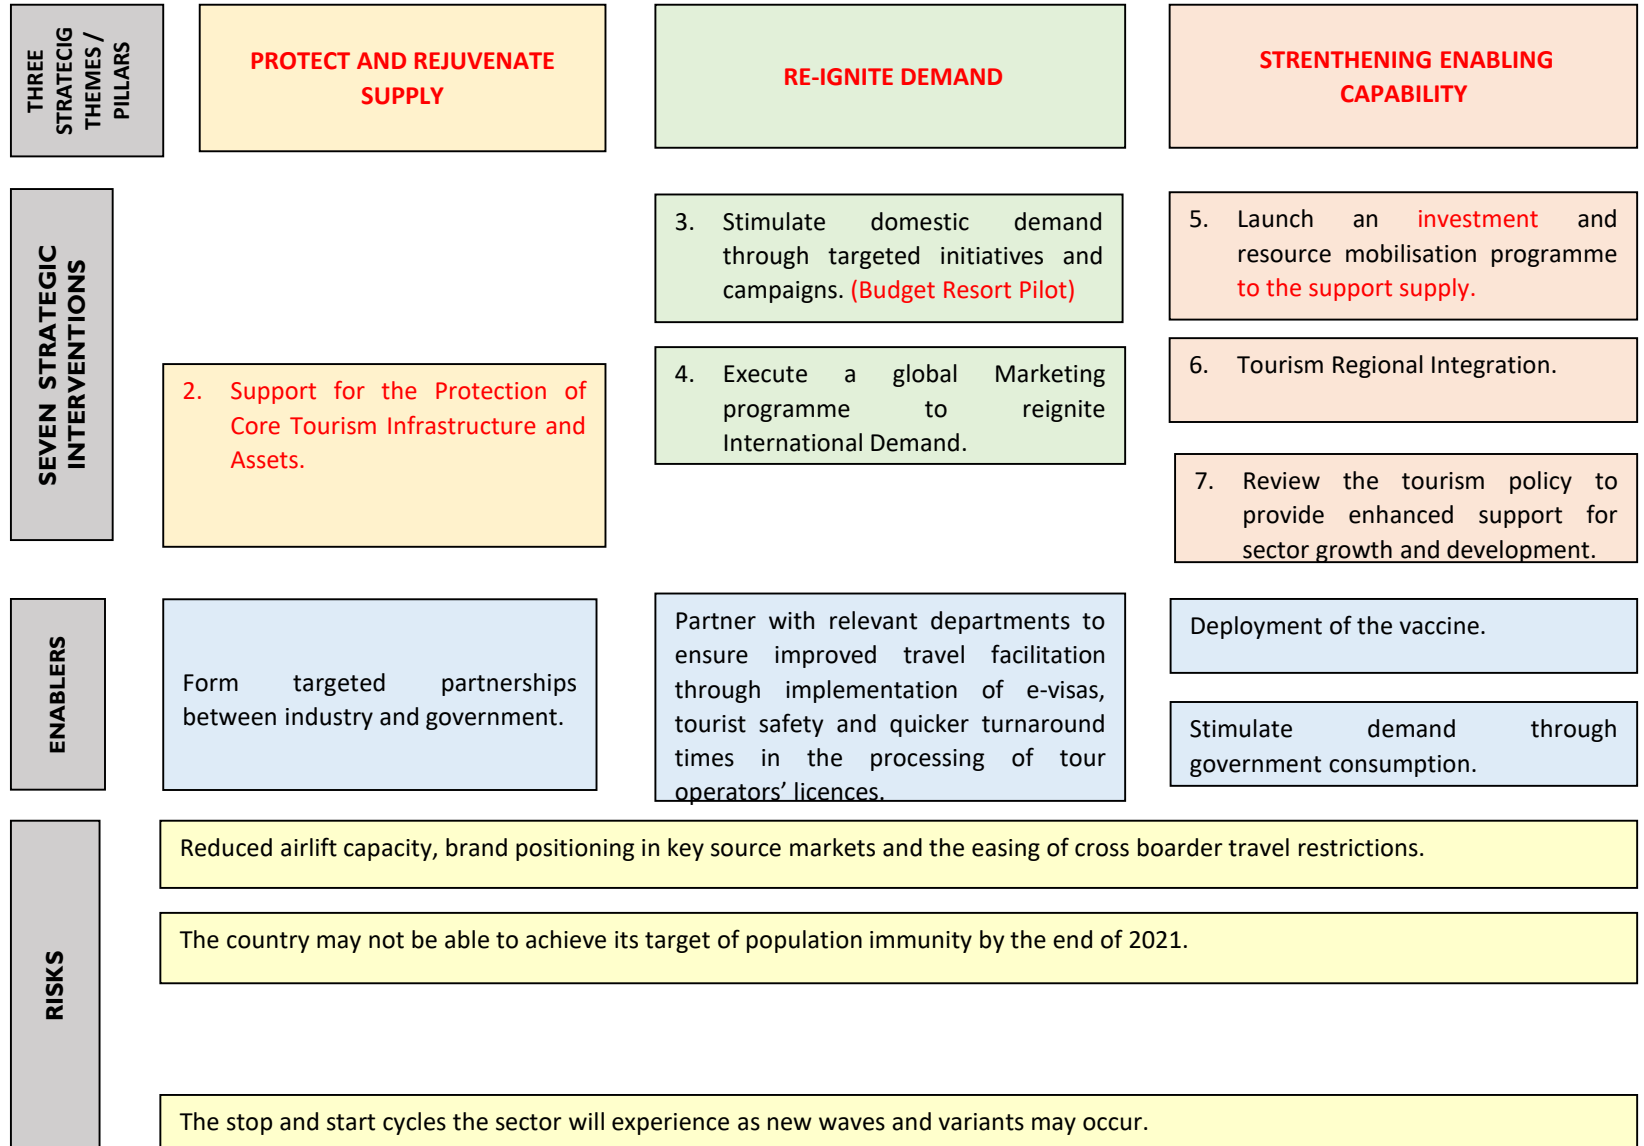 THREE
STRATECIG
THEMES /
PILLARS
PROTECT AND REJUVENATE
SUPPLY
RE-IGNITE DEMAND
STRENTHENING ENABLING
CAPABILITY
SEVEN STRATEGIC
INTERVENTIONS
2. Support for the Protection of
Core Tourism Infrastructure and
Assets.
3. Stimulate domestic demand
through targeted initiatives and
campaigns. (Budget Resort Pilot)
4. Execute a global Marketing
programme to reignite
International Demand.
5. Launch an investment and
resource mobilisation programme
to the support supply.
6. Tourism Regional Integration.
7. Review the tourism policy to
provide enhanced support for
sector growth and development.
ENABLERS
Form targeted partnerships
between industry and government.
Partner with relevant departments to
ensure improved travel facilitation
through implementation of e-visas,
tourist safety and quicker turnaround
times in the processing of tour
operators’ licences.
Deployment of the vaccine.
Stimulate demand through
government consumption.
RISKS
Reduced airlift capacity, brand positioning in key source markets and the easing of cross boarder travel restrictions.
The country may not be able to achieve its target of population immunity by the end of 2021.
The stop and start cycles the sector will experience as new waves and variants may occur.